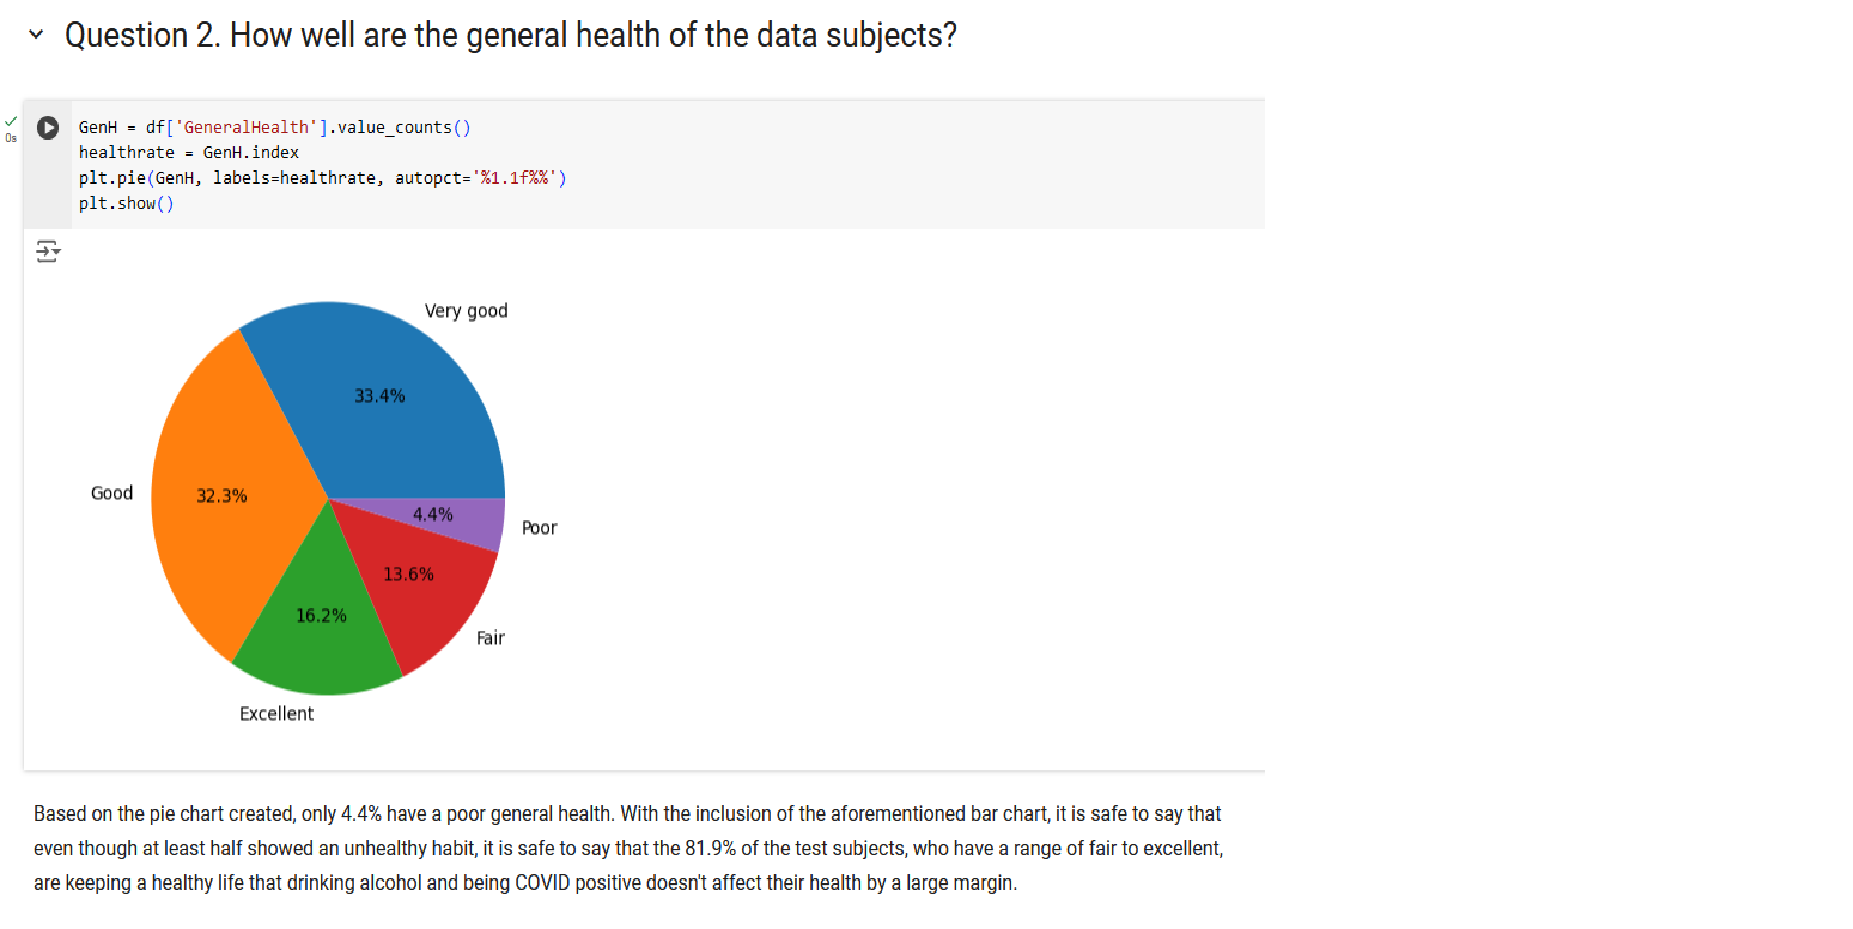 Question 2. How well are the general health of the data subjects?
0s
GenH = df['GeneralHealth'].value_counts()
healthrate = GenH.index
plt.pie(GenH, labels=healthrate, autopct='%1.1f%%')
plt.show()
Very good
33.4%
Good
32.3%
4.4%
Poor
13.6%
16.2%
Fair
Excellent
Based on the pie chart created, only 4.4% have a poor general health. With the inclusion of the aforementioned bar chart, it is safe to say that
even though at least half showed an unhealthy habit, it is safe to say that the 81.9% of the test subjects, who have a range of fair to excellent,
are keeping a healthy life that drinking alcohol and being COVID positive doesn't affect their health by a large margin.